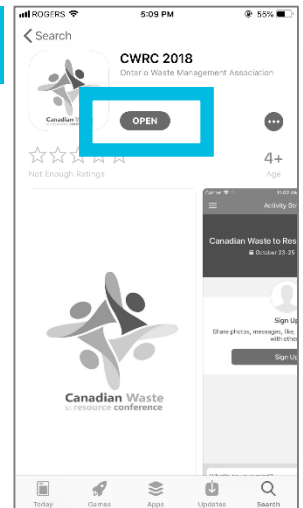 ROGERS 5:09 PM 55%
Search
CWRC 2018
Ontario Waste Management Association
OPEN
Not Enough Ratings
4+
Age
Canadian Waste to Res
October 23-25
Sign Up
Share photos, messages, like,
with other
Sign Up
Canadian Waste
to resource conference
Today Games Apps Updates Search